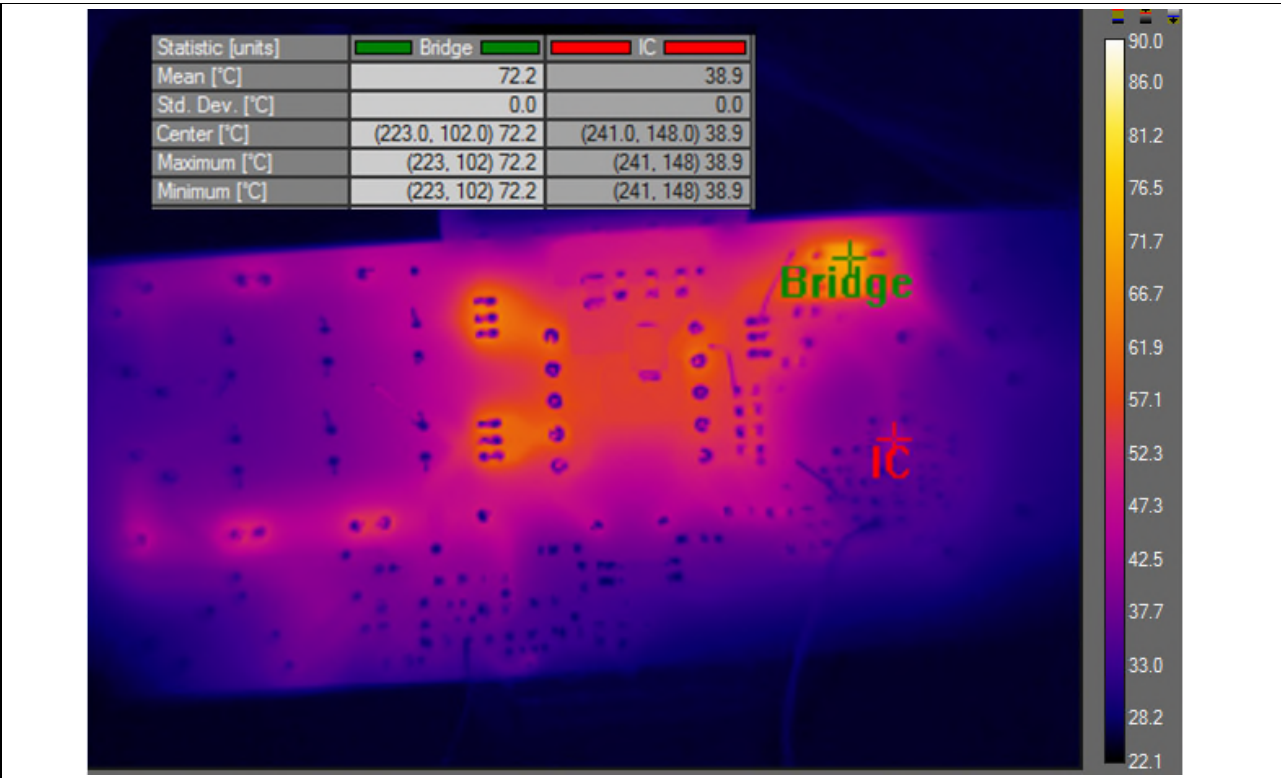 Statistic [units] Bridge IC
Mean [°C] 72.2 38.9
Std. Dev. [°C] 0.0 0.0
Center [°C] (223.0, 102.0) 72.2 (241.0, 148.0) 38.9
Maximum [°C] (223, 102) 72.2 (241, 148) 38.9
Minimum [°C] (223, 102) 72.2 (241, 148) 38.9
Bridge
IC
90.0
86.0
81.2
76.5
71.7
66.7
61.9
57.1
52.3
47.3
42.5
37.7
33.0
28.2
22.1